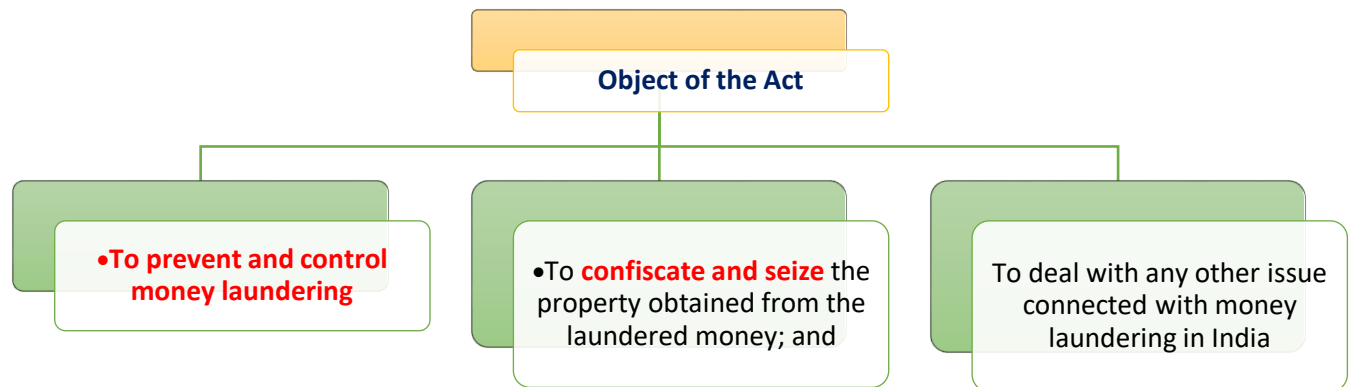 Object of the Act
•To prevent and control
money laundering
•To confiscate and seize the
property obtained from the
laundered money; and
To deal with any other issue
connected with money
laundering in India